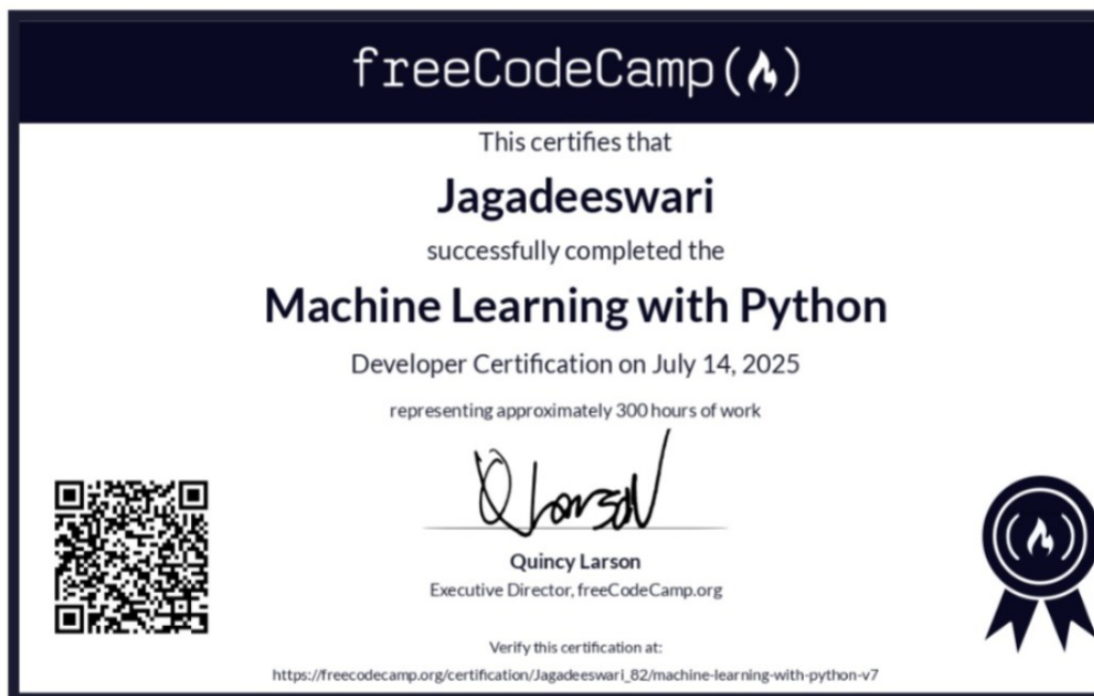 freeCodeCamp(🔥)
This certifies that
Jagadeeswari
successfully completed the
Machine Learning with Python
Developer Certification on July 14, 2025
representing approximately 300 hours of work
Q Larson
Quincy Larson
Executive Director, freeCodeCamp.org
Verify this certification at:
https://freecodecamp.org/certification/Jagadeeswari_82/machine-learning-with-python-v7